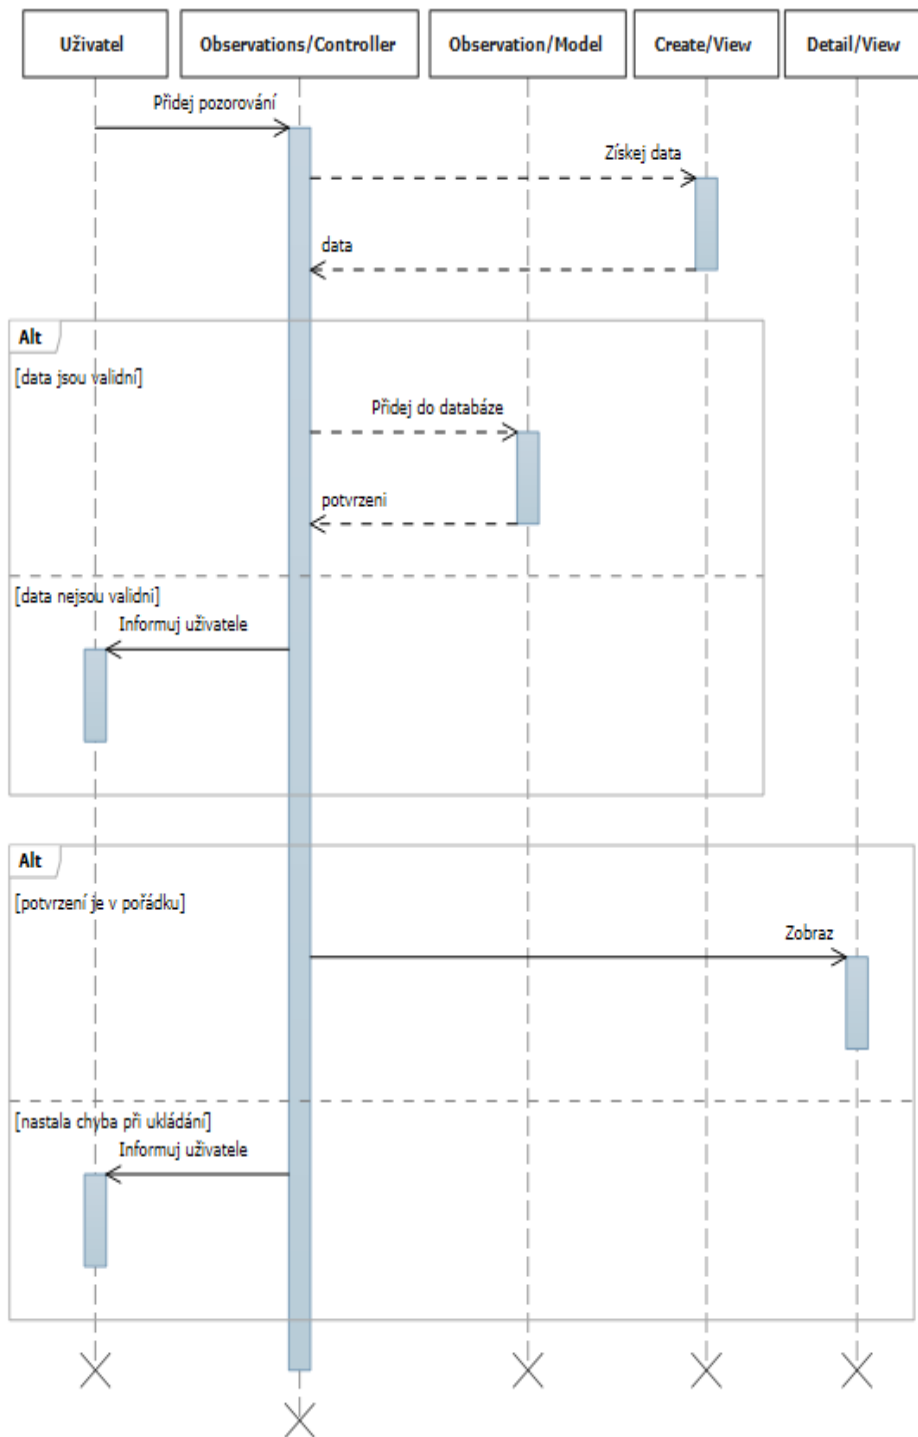 Uživatel
Observations/Controller
Observation/Model
Create/View
Detail/View
Přidej pozorování
Získej data
data
Alt
[data jsou validní]
Přidej do databáze
potvrzeni
[data nejsou validni]
Informuj uživatele
Alt
[potvrzení je v pořádku]
Zobraz
[nastala chyba při ukládání]
Informuj uživatele